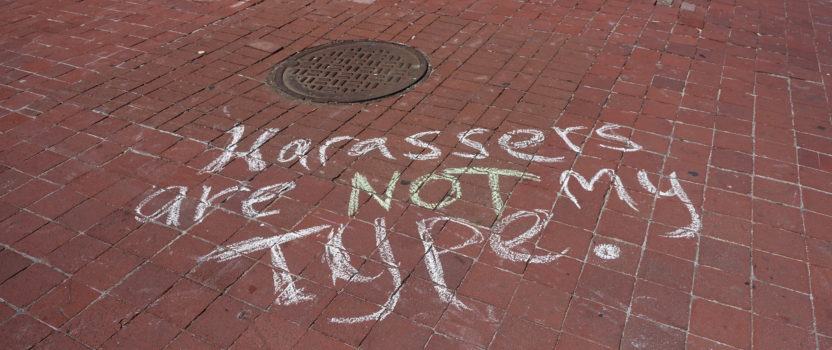 Harassers
are NOT my
Type.